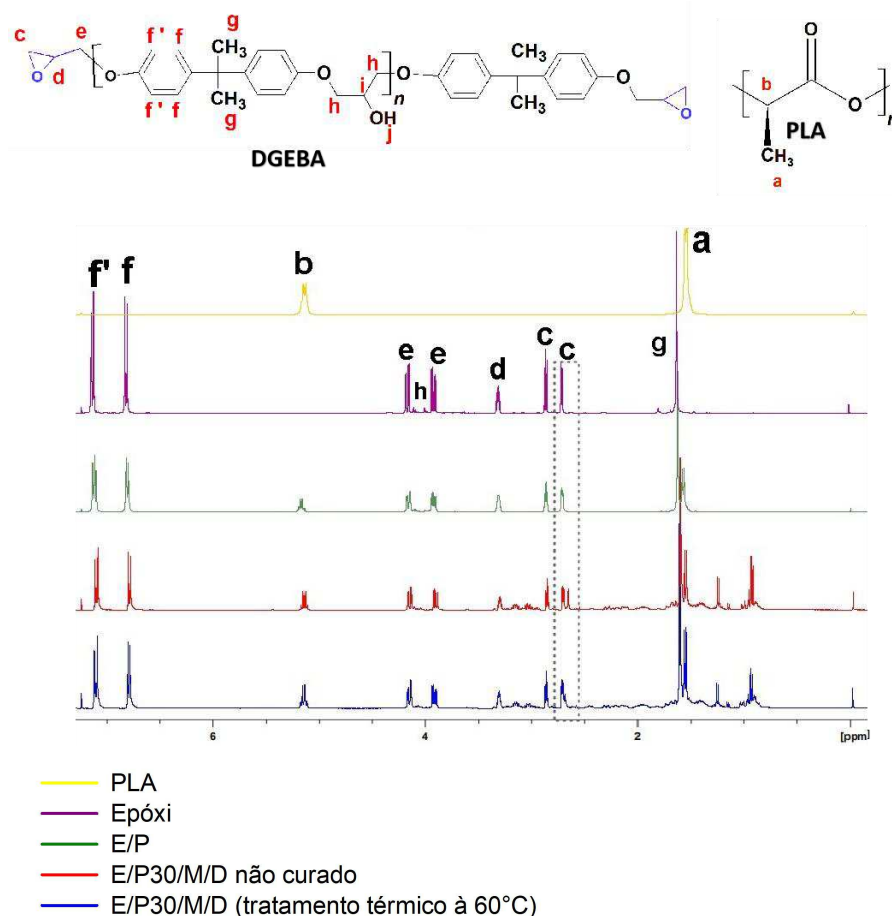 g
c e f ' f CH₃ h
O
O O O
d i n
f' f CH₃ h OH CH₃ O
g j
DGEBA
CH₃
O
b
O n
CH₃ PLA
a
f' f b a
e e c c g
h d
6 4 2 [ppm]
PLA
Epóxi
E/P
E/P30/M/D não curado
E/P30/M/D (tratamento térmico à 60°C)